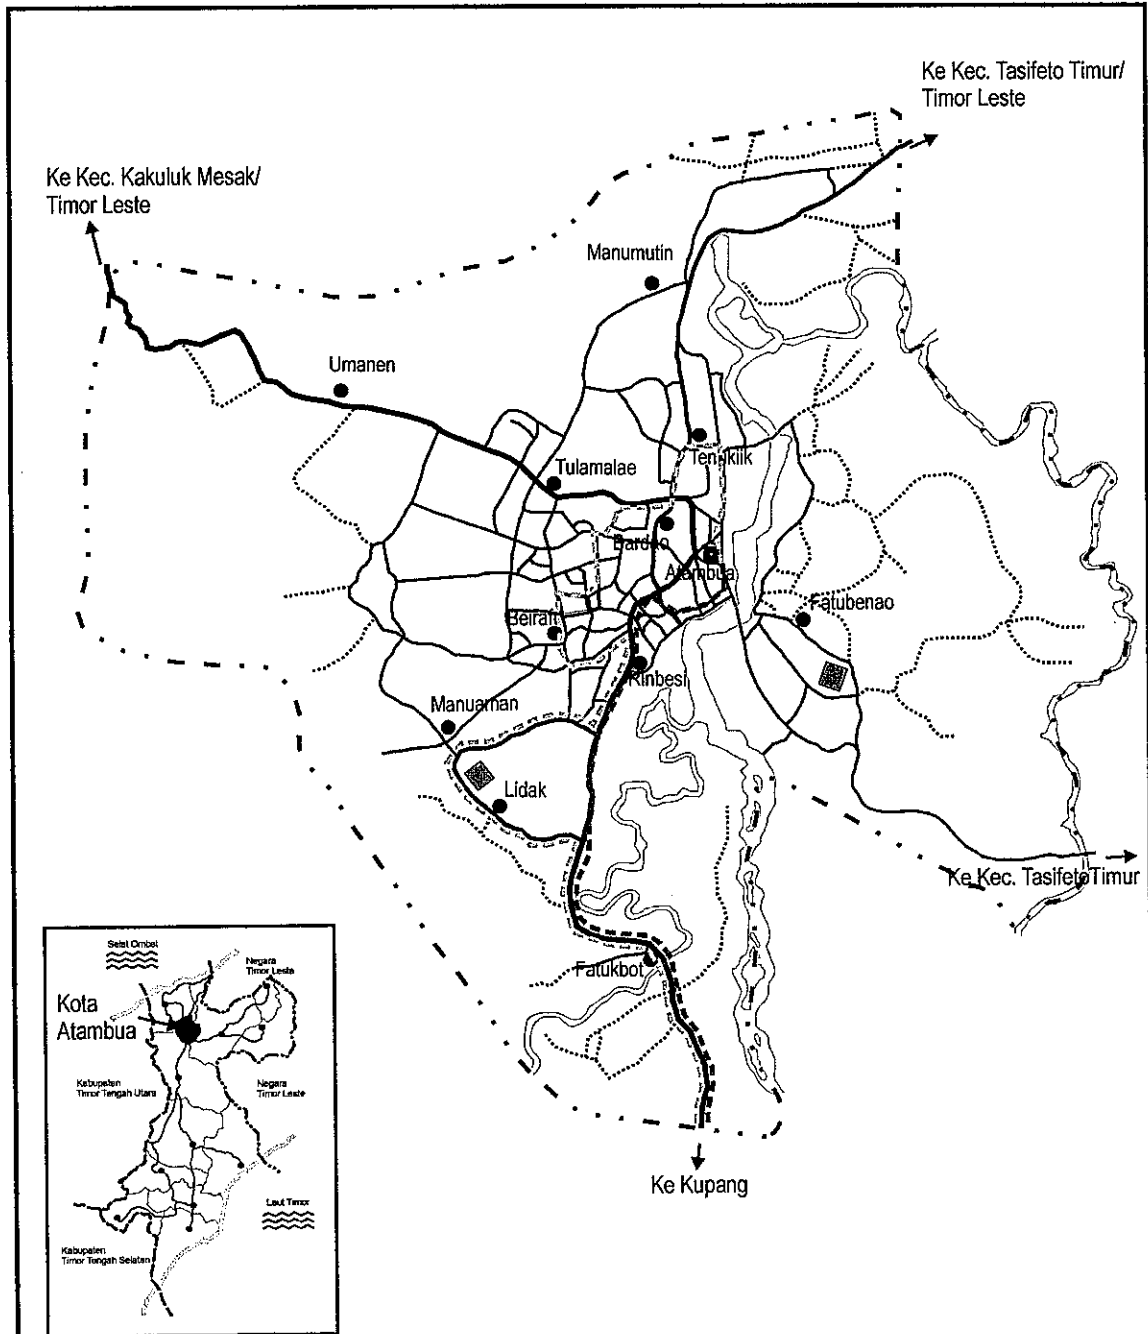 Ke Kec. Tasifeto Timur/
Timor Leste
Ke Kec. Kakuluk Mesak/
Timor Leste
Manumutin
Umanen
Tulamalae
Bardao
Atambua
Fatubenao
Beirafi
Rinbesi
Manuaman
Lidak
Ke Kec. Tasifeto Timur
Fatukbot
Ke Kupang
Selat Ombai
Negara
Timor Leste
Kota
Atambua
Kabupaten
Timor Tengah Utara
Negara
Timor Leste
Laut Timor
Kabupaten
Timor Tengah Selatan